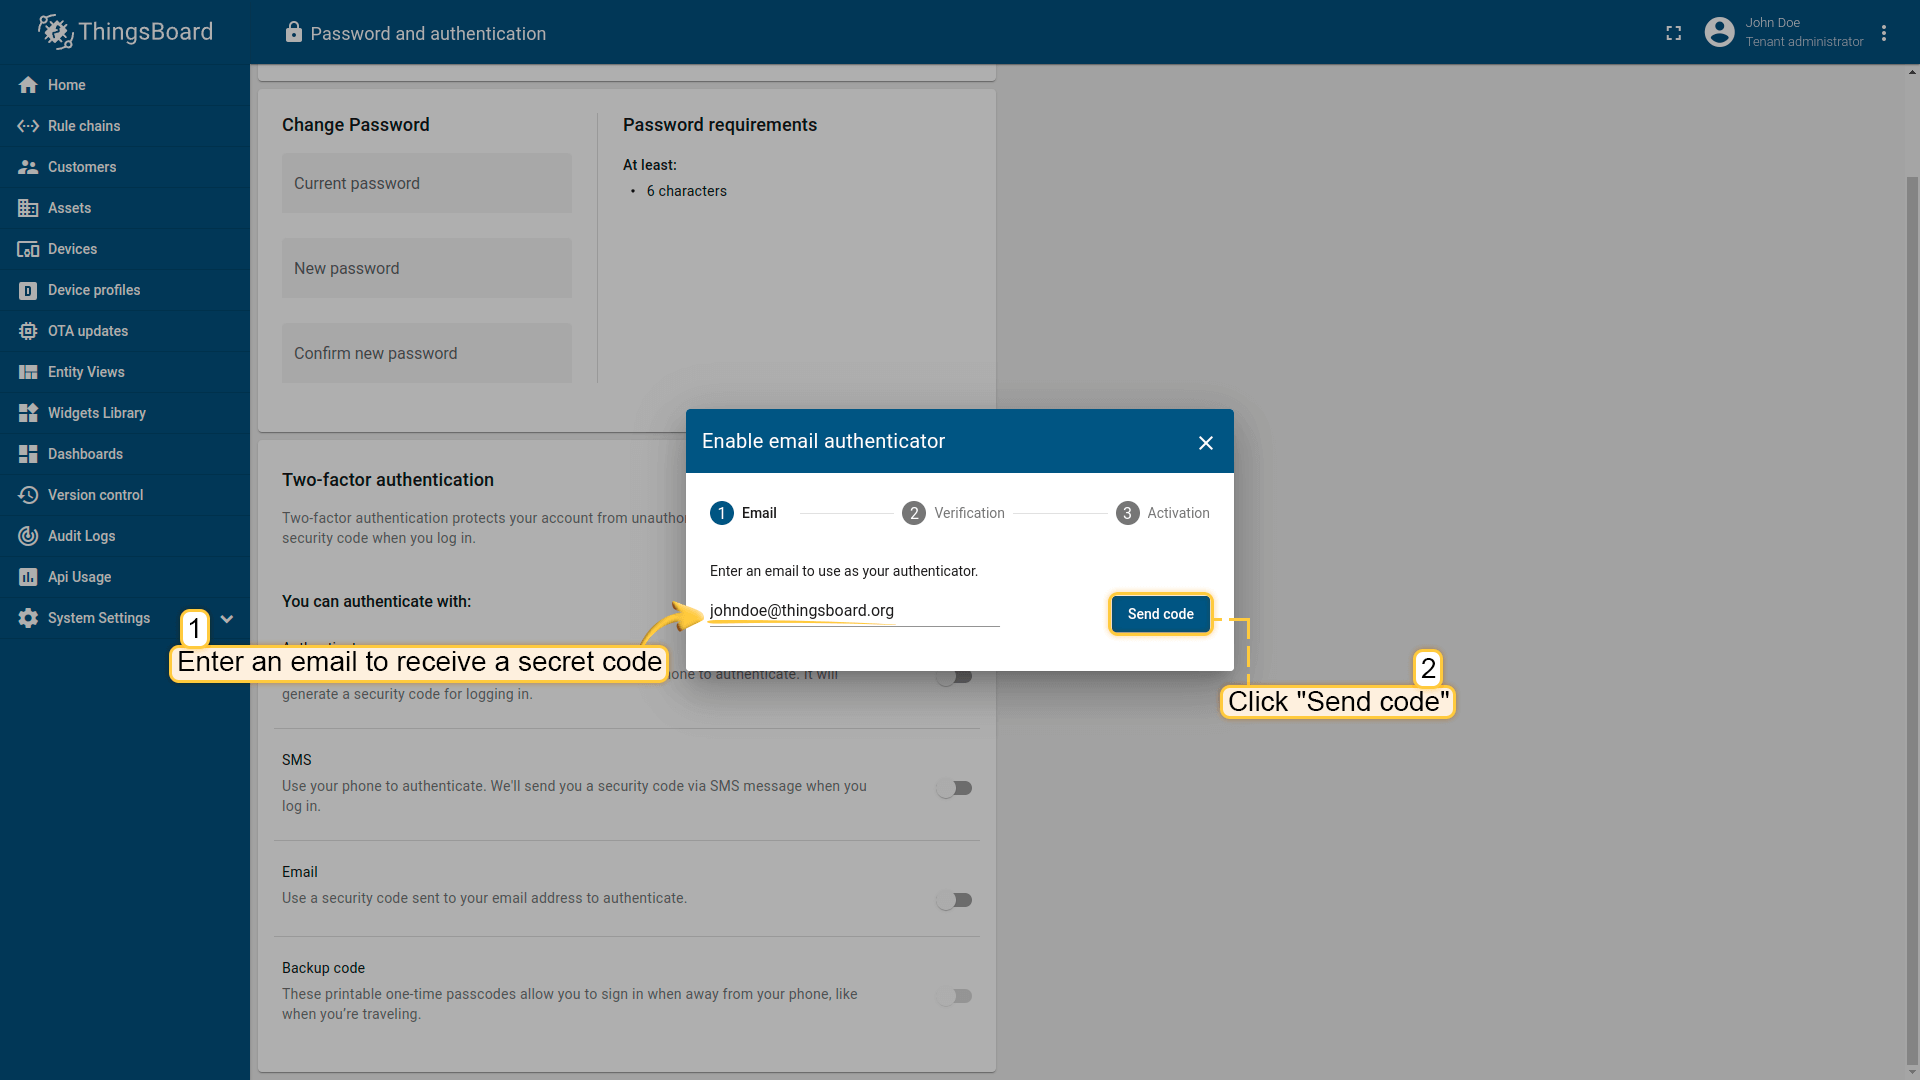 ThingsBoard
Password and authentication
John Doe
Tenant administrator
Home
Rule chains
Customers
Assets
Devices
Device profiles
OTA updates
Entity Views
Widgets Library
Dashboards
Version control
Audit Logs
Api Usage
System Settings
Change Password
Current password
New password
Confirm new password
Password requirements
At least:
• 6 characters
Two-factor authentication
Two-factor authentication protects your account from
security code when you log in.
You can authenticate with:
to authenticate. It will
generate a security code for logging in.
SMS
Use your phone to authenticate. We'll send you a security code via SMS message when you
log in.
Email
Use a security code sent to your email address to authenticate.
Backup code
These printable one-time passcodes allow you to sign in when away from your phone, like
when you're traveling.
Enable email authenticator
1 Email
2 Verification
3 Activation
Enter an email to use as your authenticator.
johndoe@thingsboard.org
Send code
1
Enter an email to receive a secret code
2
Click "Send code"